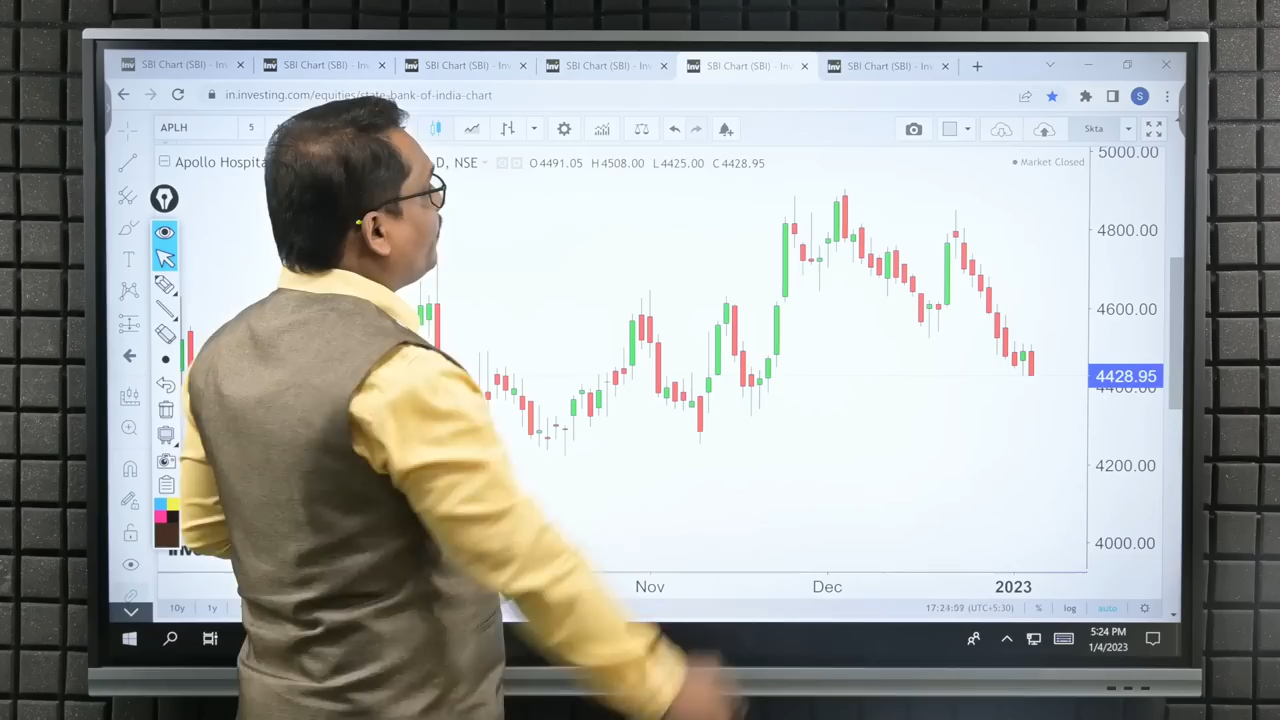 SBI Chart (SBI) - Inv SBI Chart (SBI) - Inv SBI Chart (SBI) - Inv SBI Chart (SBI) - Inv SBI Chart (SBI) - Inv SBI Chart (SBI) - Inv
in.investing.com/equities/state-bank-of-india-chart
S
APLH 5
Skta
Apollo Hospita D, NSE O4491.05 H4508.00 L4425.00 C4428.95
Market Closed
5000.00
4800.00
4600.00
4428.95
4400.00
4200.00
4000.00
Nov Dec 2023
10y 1y
17:24:09 (UTC+5:30) % log auto
5:24 PM
1/4/2023